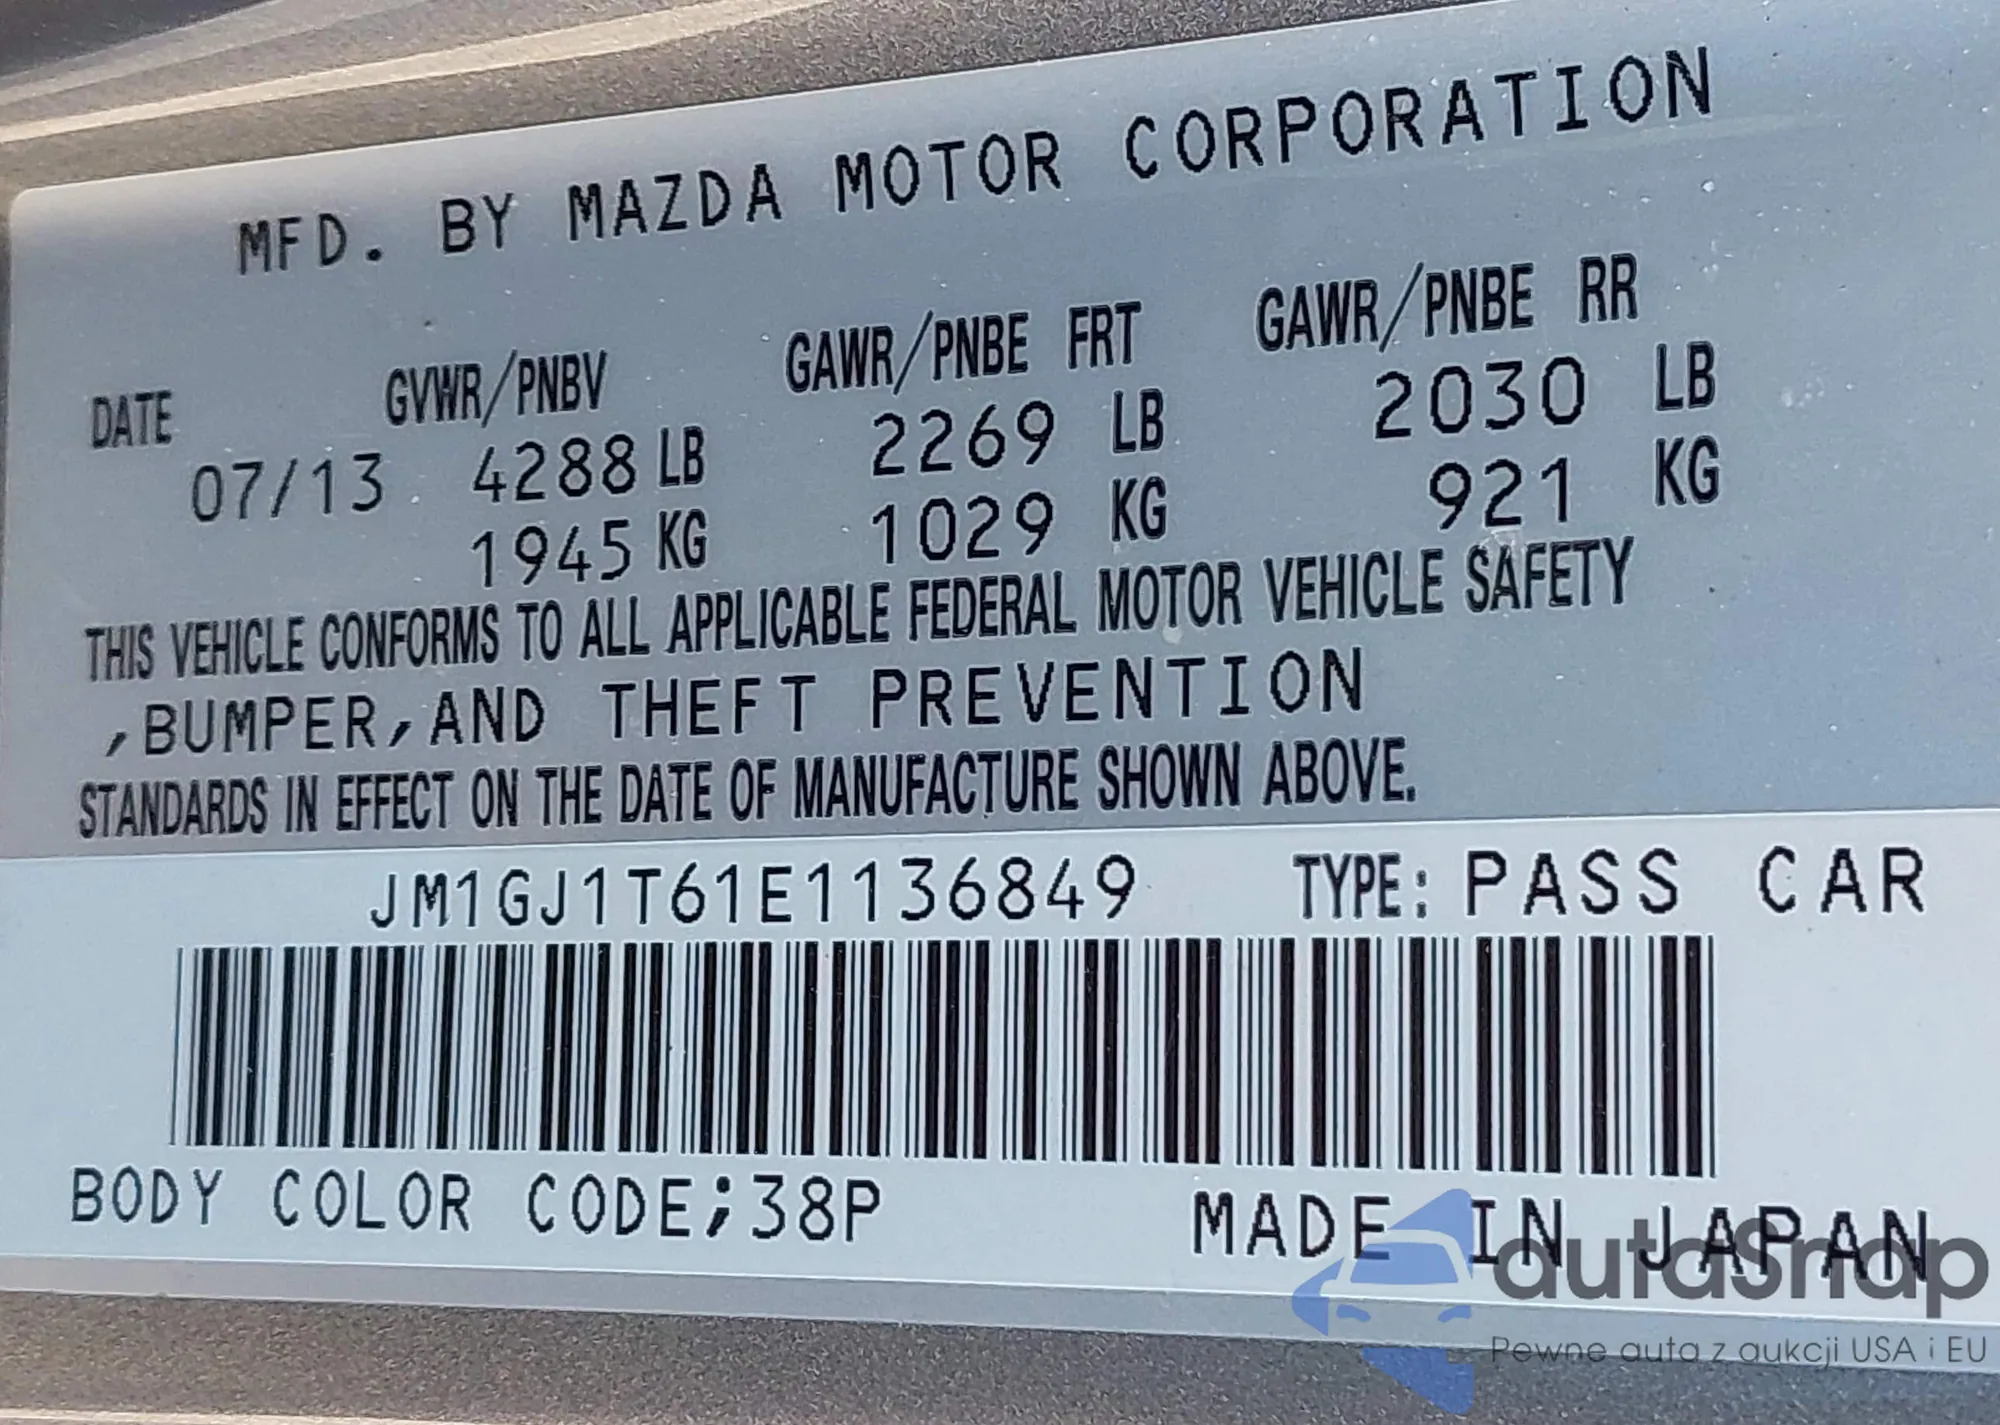 MFD. BY MAZDA MOTOR CORPORATION
DATE GVWR/PNBV GAWR/PNBE FRT GAWR/PNBE RR
07/13 4288 LB 2269 LB 2030 LB
1945 KG 1029 KG 921 KG
THIS VEHICLE CONFORMS TO ALL APPLICABLE FEDERAL MOTOR VEHICLE SAFETY
,BUMPER,AND THEFT PREVENTION
STANDARDS IN EFFECT ON THE DATE OF MANUFACTURE SHOWN ABOVE.
JM1GJ1T61E1136849 TYPE: PASS CAR
BODY COLOR CODE;38P MADE IN JAPAN
autaSnap
Pewne auta z aukcji USA i EU